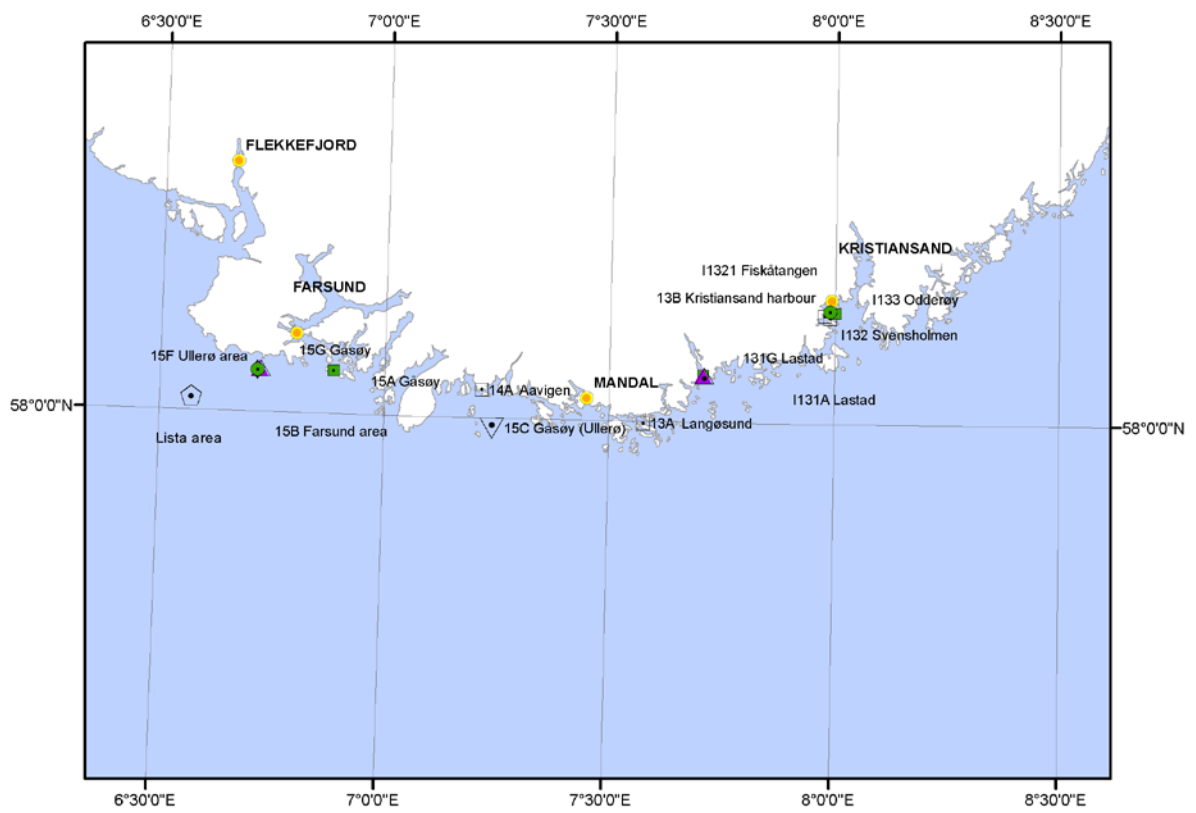 6°30'0"E
7°0'0"E
7°30'0"E
8°0'0"E
8°30'0"E
FLEKKEFJORD
KRISTIANSAND
I1321 Fiskåtangen
FARSUND
13B Kristiansand harbour
I133 Odderøy
I132 Svensholmen
15G Gåsøy
15F Ullerø area
131G Lastad
15A Gåsøy
MANDAL
14A Aavigen
I131A Lastad
58°0'0"N
13A Langøsund
15C Gåsøy (Ullerø)
58°0'0"N
15B Farsund area
Lista area
6°30'0"E
7°0'0"E
7°30'0"E
8°0'0"E
8°30'0"E